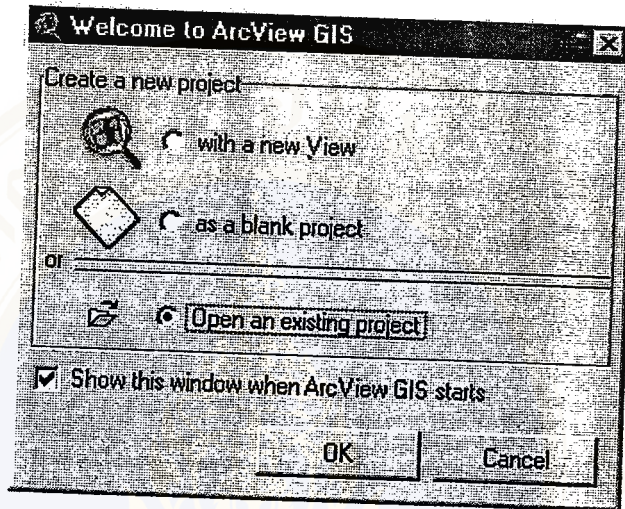 Welcome to ArcView GIS
Create a new project
with a new View
as a blank project
or
Open an existing project
Show this window when ArcView GIS starts
OK
Cancel